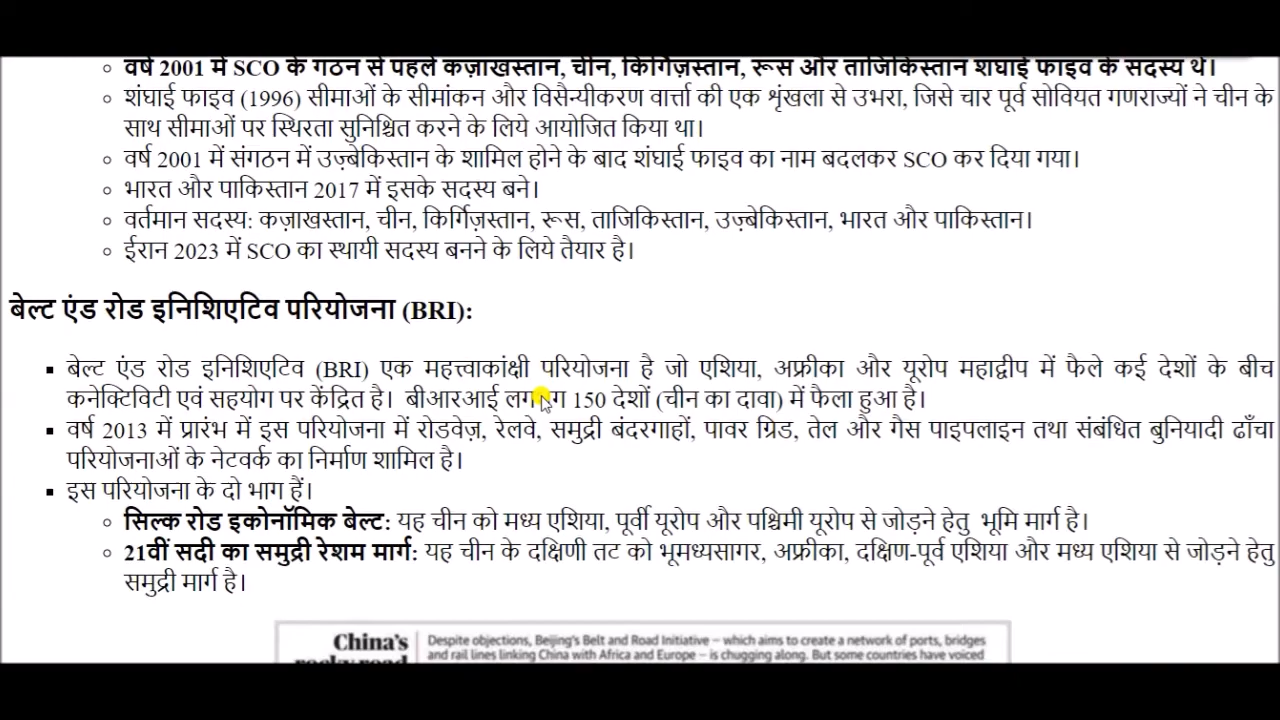 वर्ष 2001 में SCO के गठन से पहले कज़ाखस्तान, चीन, किर्गिज़स्तान, रूस और ताजिकिस्तान शंघाई फाइव के सदस्य थे।
शंघाई फाइव (1996) सीमाओं के सीमांकन और विसैन्यीकरण वार्त्ता की एक शृंखला से उभरा, जिसे चार पूर्व सोवियत गणराज्यों ने चीन के
साथ सीमाओं पर स्थिरता सुनिश्चित करने के लिये आयोजित किया था।
वर्ष 2001 में संगठन में उज़्बेकिस्तान के शामिल होने के बाद शंघाई फाइव का नाम बदलकर SCO कर दिया गया।
भारत और पाकिस्तान 2017 में इसके सदस्य बने।
वर्तमान सदस्य: कज़ाखस्तान, चीन, किर्गिज़स्तान, रूस, ताजिकिस्तान, उज़्बेकिस्तान, भारत और पाकिस्तान।
ईरान 2023 में SCO का स्थायी सदस्य बनने के लिये तैयार है।
बेल्ट एंड रोड इनिशिएटिव परियोजना (BRI):
बेल्ट एंड रोड इनिशिएटिव (BRI) एक महत्त्वाकांक्षी परियोजना है जो एशिया, अफ्रीका और यूरोप महाद्वीप में फैले कई देशों के बीच
कनेक्टिविटी एवं सहयोग पर केंद्रित है। बीआरआई लगभग 150 देशों (चीन का दावा) में फैला हुआ है।
वर्ष 2013 में प्रारंभ में इस परियोजना में रोडवेज़, रेलवे, समुद्री बंदरगाहों, पावर ग्रिड, तेल और गैस पाइपलाइन तथा संबंधित बुनियादी ढाँचा
परियोजनाओं के नेटवर्क का निर्माण शामिल है।
इस परियोजना के दो भाग हैं।
सिल्क रोड इकोनॉमिक बेल्ट: यह चीन को मध्य एशिया, पूर्वी यूरोप और पश्चिमी यूरोप से जोड़ने हेतु भूमि मार्ग है।
21वीं सदी का समुद्री रेशम मार्ग: यह चीन के दक्षिणी तट को भूमध्यसागर, अफ्रीका, दक्षिण-पूर्व एशिया और मध्य एशिया से जोड़ने हेतु
समुद्री मार्ग है।
China's
rocky road
Despite objections, Beijing's Belt and Road Initiative – which aims to create a network of ports, bridges
and rail lines linking China with Africa and Europe – is chugging along. But some countries have voiced